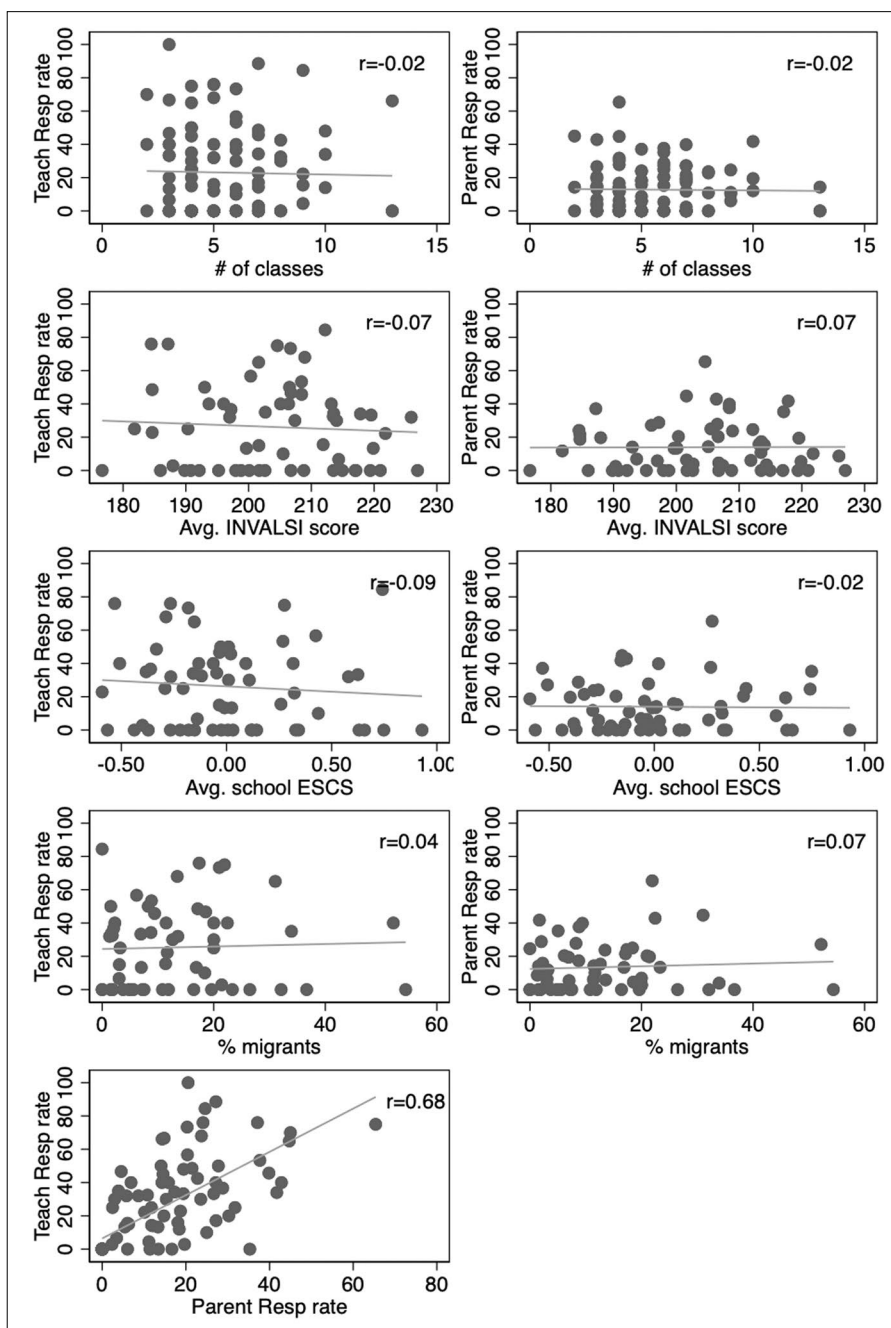 Teach Resp rate
0 20 40 60 80 100
r=-0.02
0 5 10 15
# of classes
Parent Resp rate
0 20 40 60 80 100
r=-0.02
0 5 10 15
# of classes
Teach Resp rate
0 20 40 60 80 100
r=-0.07
180 190 200 210 220 230
Avg. INVALSI score
Parent Resp rate
0 20 40 60 80 100
r=0.07
180 190 200 210 220 230
Avg. INVALSI score
Teach Resp rate
0 20 40 60 80 100
r=-0.09
-0.50 0.00 0.50 1.00
Avg. school ESCS
Parent Resp rate
0 20 40 60 80 100
r=-0.02
-0.50 0.00 0.50 1.00
Avg. school ESCS
Teach Resp rate
0 20 40 60 80 100
r=0.04
0 20 40 60
% migrants
Parent Resp rate
0 20 40 60 80 100
r=0.07
0 20 40 60
% migrants
Teach Resp rate
0 20 40 60 80 100
r=0.68
0 20 40 60 80
Parent Resp rate